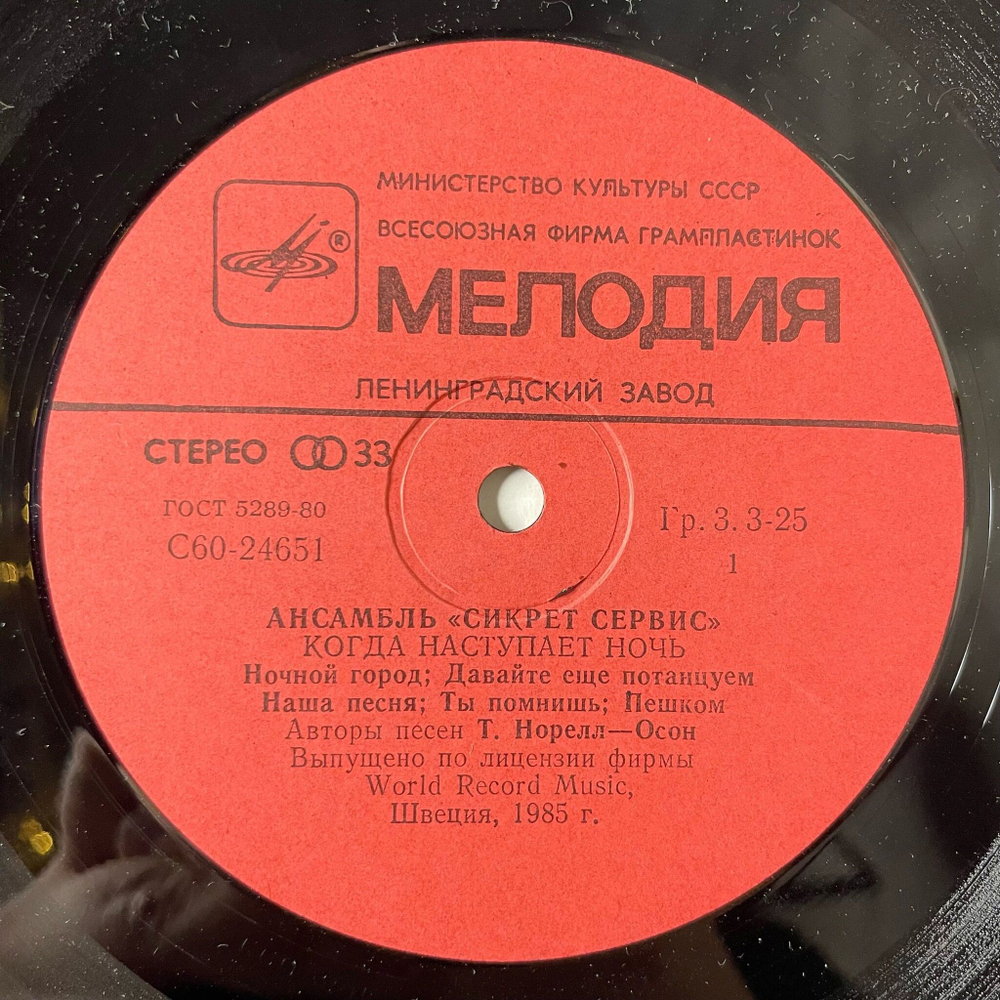 МИНИСТЕРСТВО КУЛЬТУРЫ СССР
ВСЕСОЮЗНАЯ ФИРМА ГРАМПЛАСТИНОК
®
МЕЛОДИЯ
ЛЕНИНГРАДСКИЙ ЗАВОД
СТЕРЕО 33
ГОСТ 5289-80
С60-24651
Гр. 3. 3-25
1
АНСАМБЛЬ «СИКРЕТ СЕРВИС»
КОГДА НАСТУПАЕТ НОЧЬ
Ночной город; Давайте еще потанцуем
Наша песня; Ты помнишь; Пешком
Авторы песен Т. Норелл—Осон
Выпущено по лицензии фирмы
World Record Music,
Швеция, 1985 г.